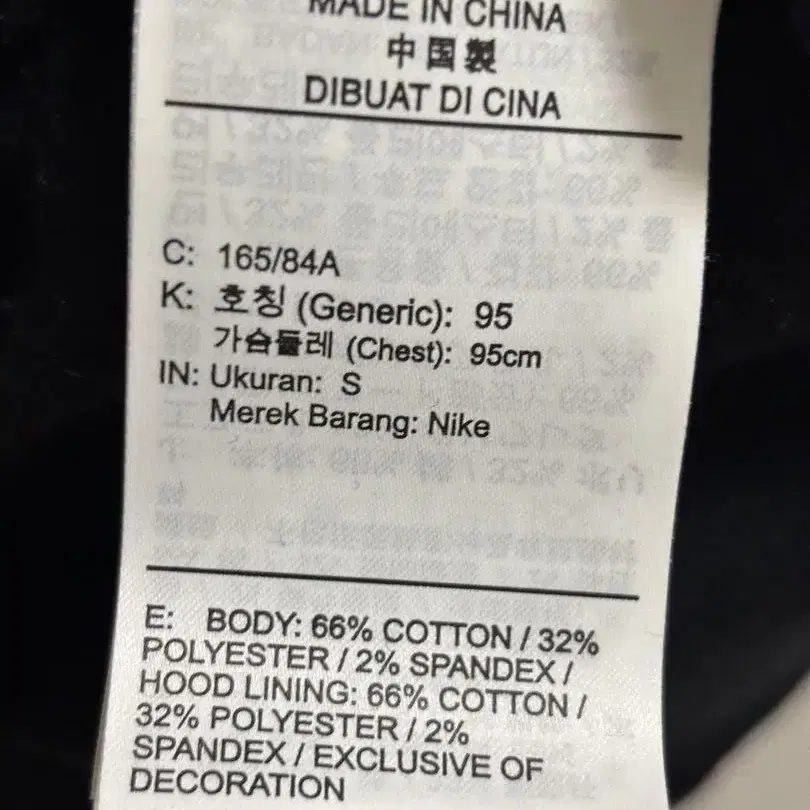 MADE IN CHINA
中国製
DIBUAT DI CINA
C: 165/84A
K: 호칭 (Generic): 95
가슴둘레 (Chest): 95cm
IN: Ukuran: S
Merek Barang: Nike
E: BODY: 66% COTTON / 32%
POLYESTER / 2% SPANDEX /
HOOD LINING: 66% COTTON /
32% POLYESTER / 2%
SPANDEX / EXCLUSIVE OF
DECORATION